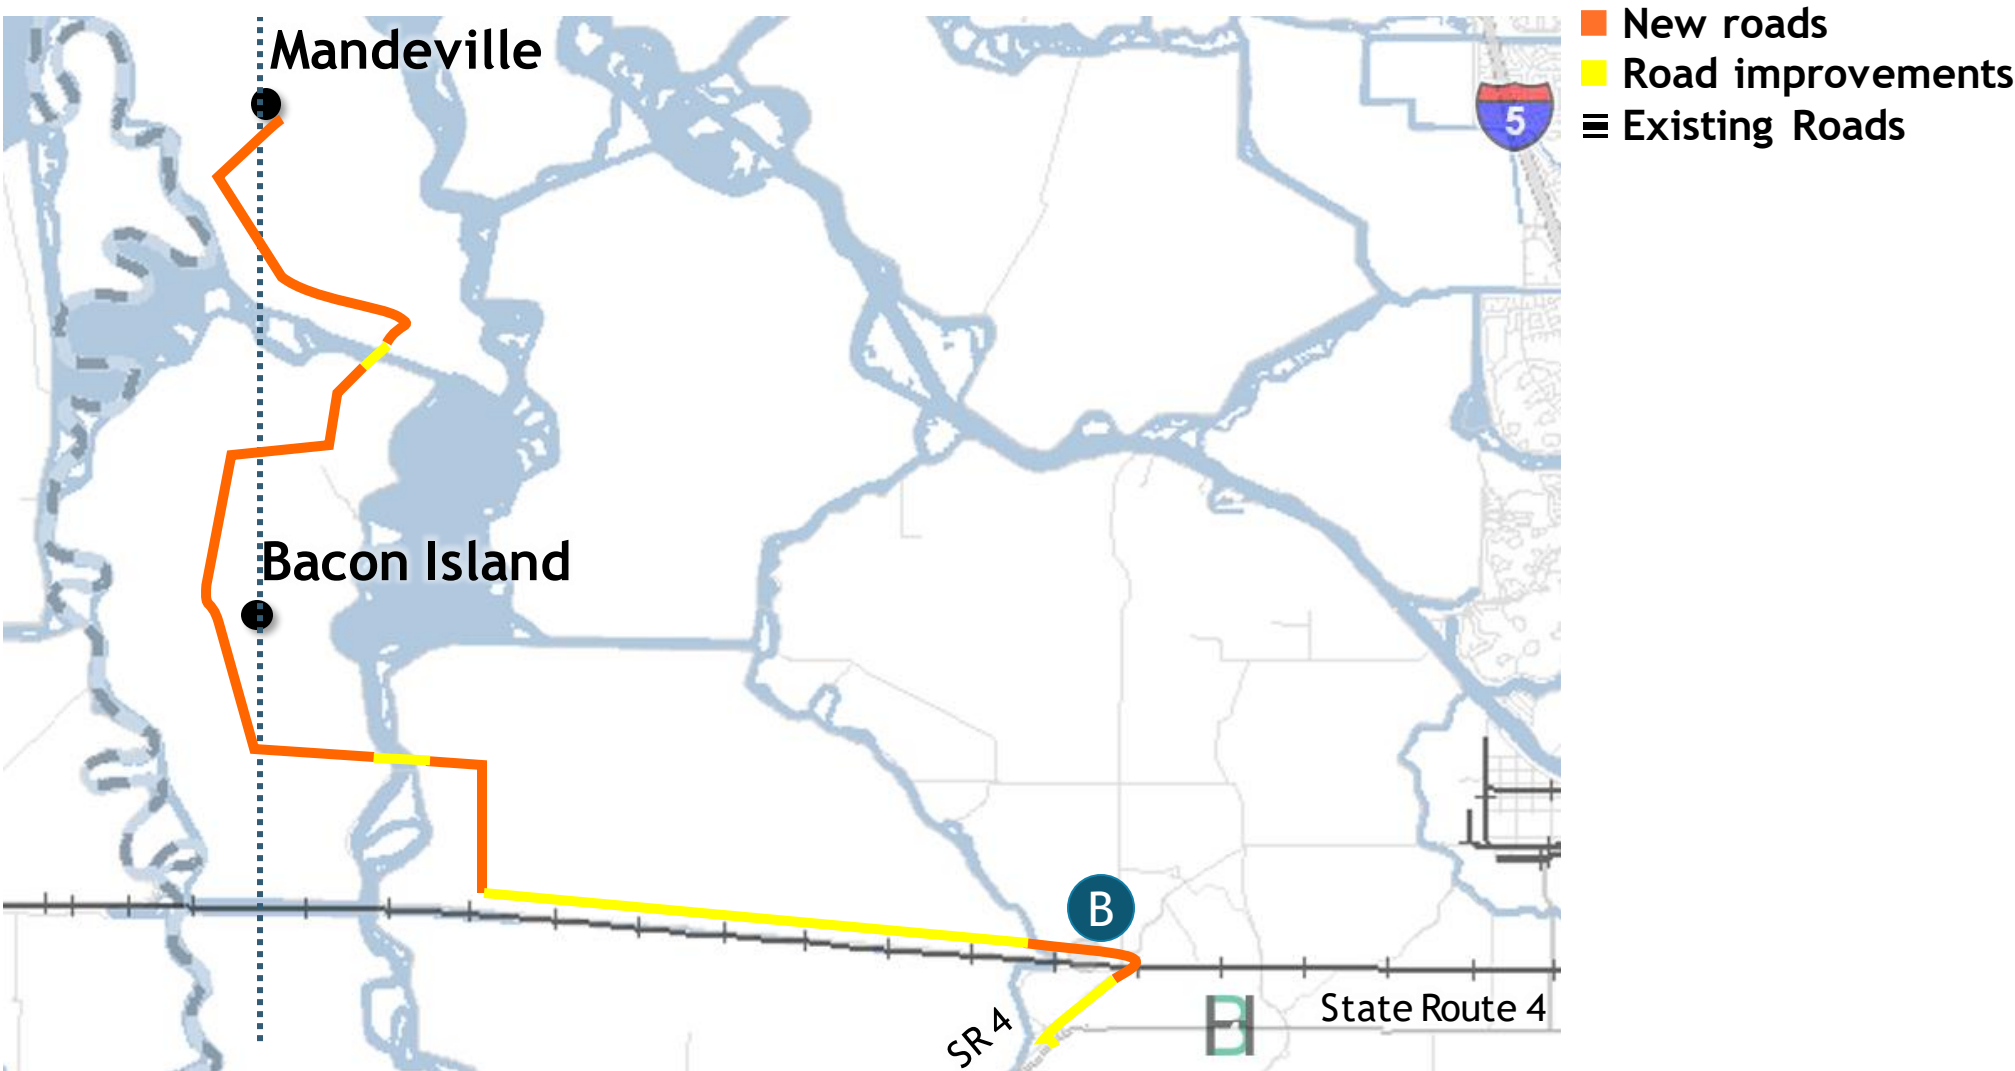 Mandeville
New roads
Road improvements
Existing Roads
5
Bacon Island
B
SR 4
State Route 4